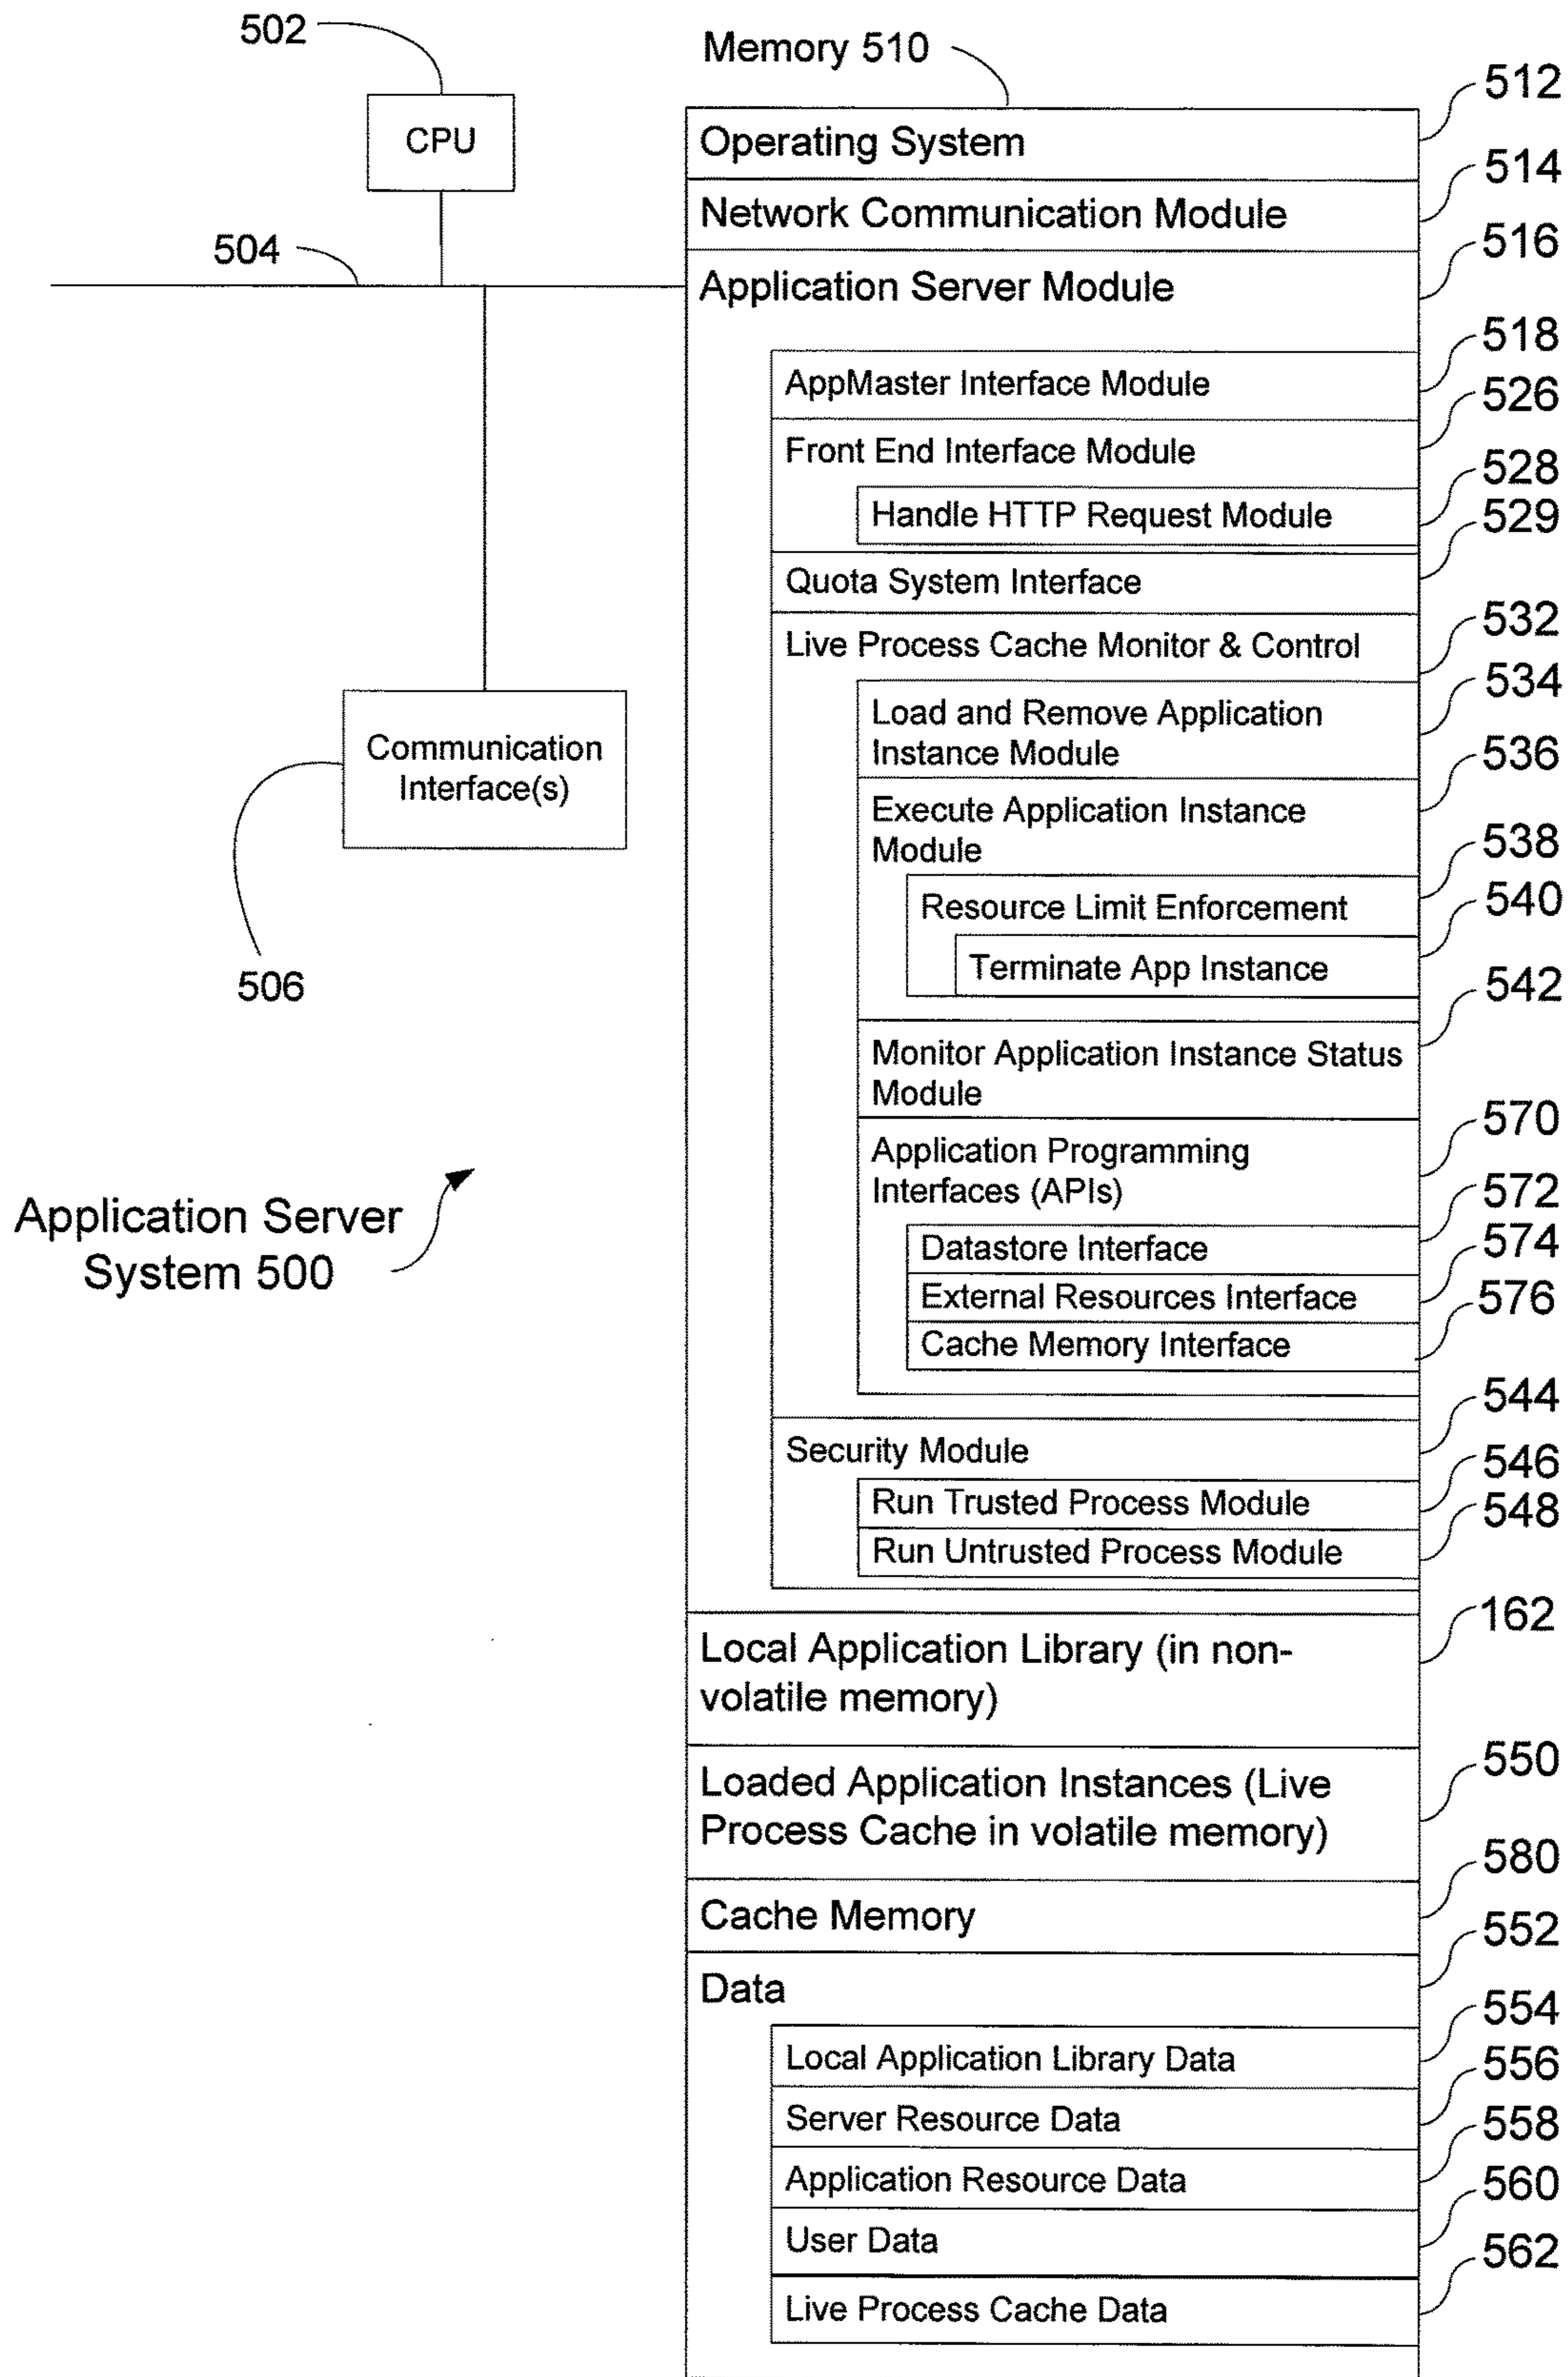 502
Memory 510
512
CPU
Operating System
514
Network Communication Module
516
504
Application Server Module
518
AppMaster Interface Module
526
Front End Interface Module
528
Handle HTTP Request Module
529
Quota System Interface
532
Live Process Cache Monitor & Control
534
Load and Remove Application
Instance Module
536
Communication
Interface(s)
506
Execute Application Instance
Module
538
Resource Limit Enforcement
540
Terminate App Instance
542
Monitor Application Instance Status
Module
570
Application Programming
Interfaces (APIs)
572
Application Server
System 500
Datastore Interface
574
External Resources Interface
576
Cache Memory Interface
544
Security Module
546
Run Trusted Process Module
548
Run Untrusted Process Module
162
Local Application Library (in non-
volatile memory)
550
Loaded Application Instances (Live
Process Cache in volatile memory)
580
Cache Memory
552
Data
554
Local Application Library Data
556
Server Resource Data
558
Application Resource Data
560
User Data
562
Live Process Cache Data